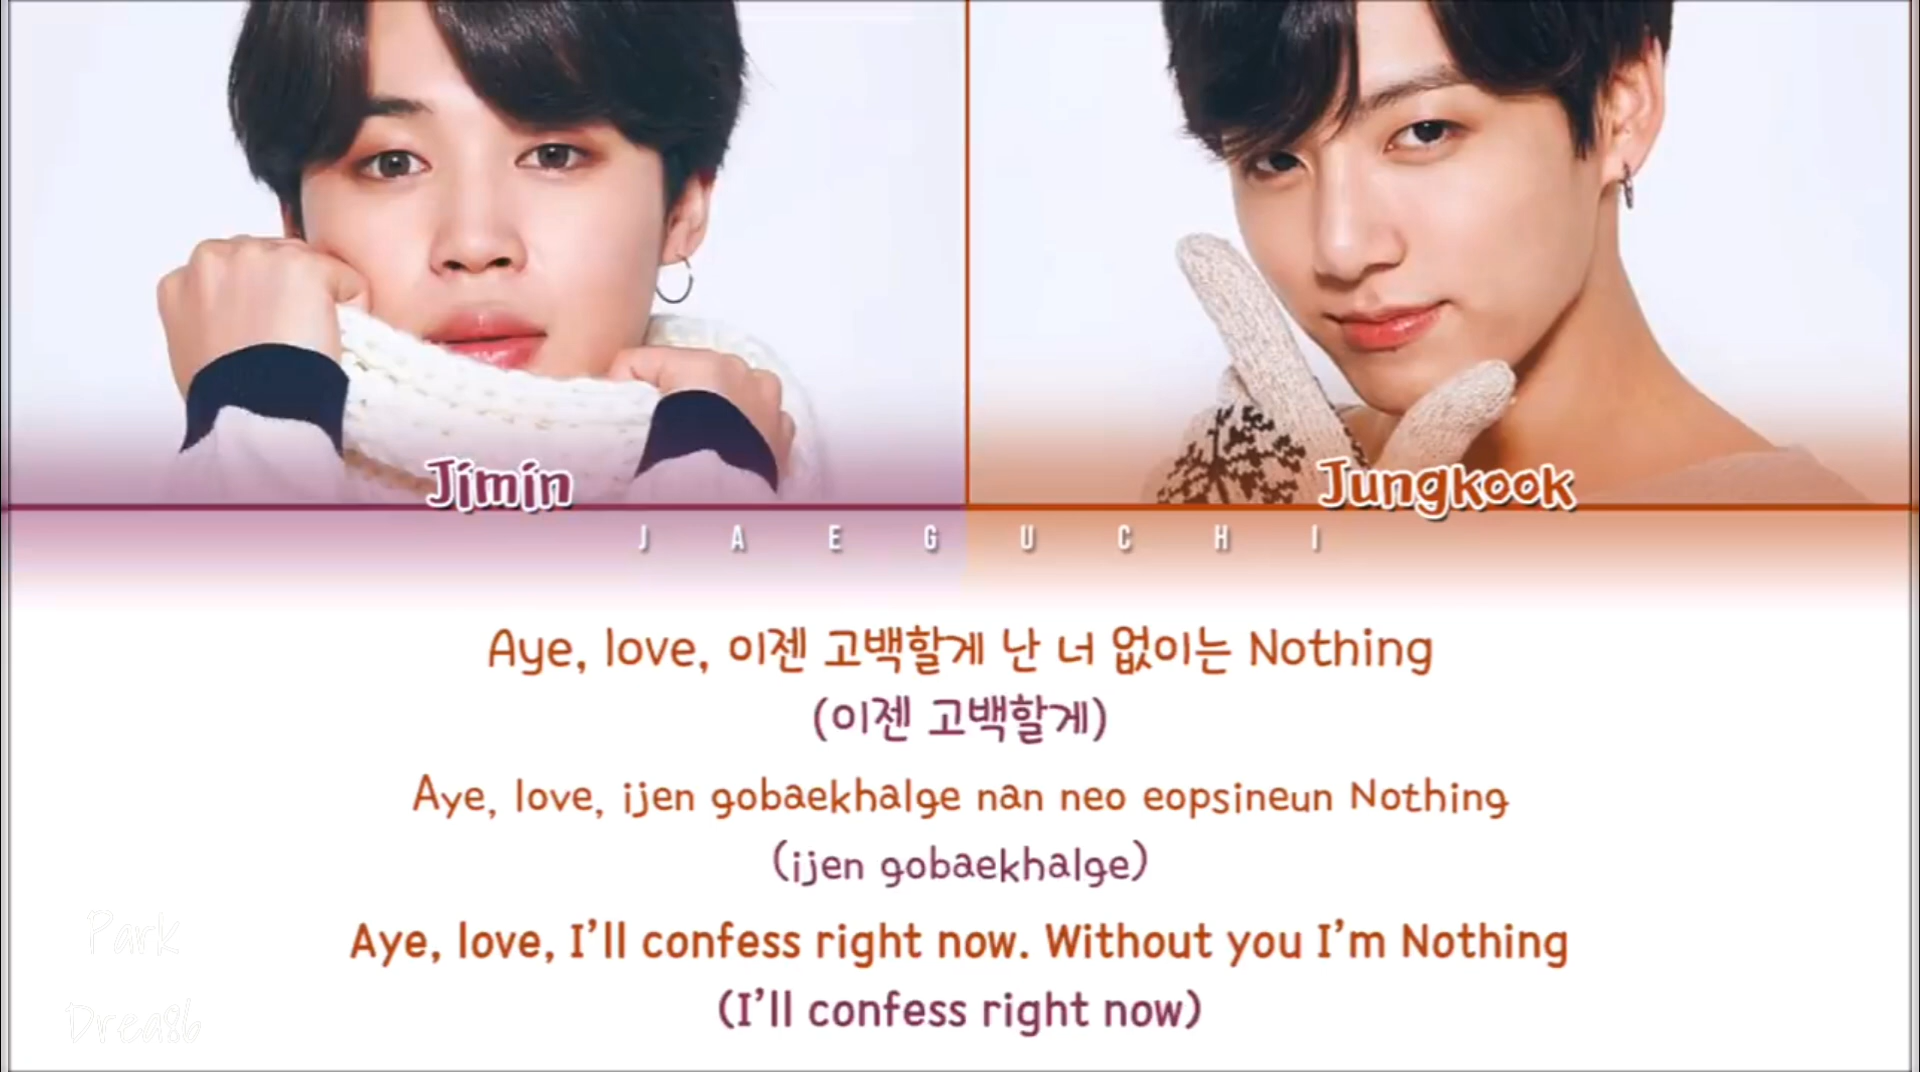 Jimin
Jungkook
JAEGUCHI
Aye, love, 이젠 고백할게 난 너 없이는 Nothing
(이젠 고백할게)
Aye, love, ijen gobaekhalge nan neo eopsineun Nothing
(ijen gobaekhalge)
Aye, love, I'll confess right now. Without you I'm Nothing
(I'll confess right now)
Park
Drea86